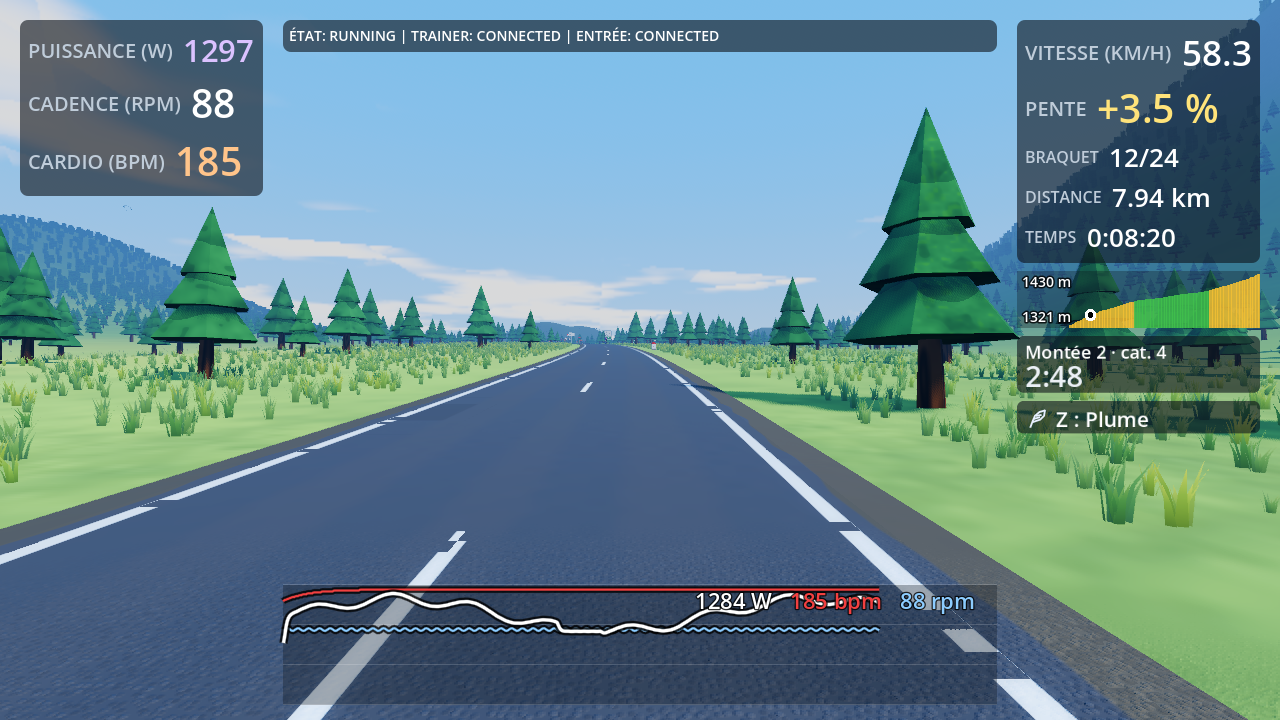 PUISSANCE (W) 1297
CADENCE (RPM) 88
CARDIO (BPM) 185
ÉTAT: RUNNING | TRAINER: CONNECTED | ENTRÉE: CONNECTED
VITESSE (KM/H) 58.3
PENTE +3.5 %
BRAQUET 12/24
DISTANCE 7.94 km
TEMPS 0:08:20
1430 m
1321 m
Montée 2 · cat. 4
2:48
Z : Plume
1284 W 185 bpm 88 rpm